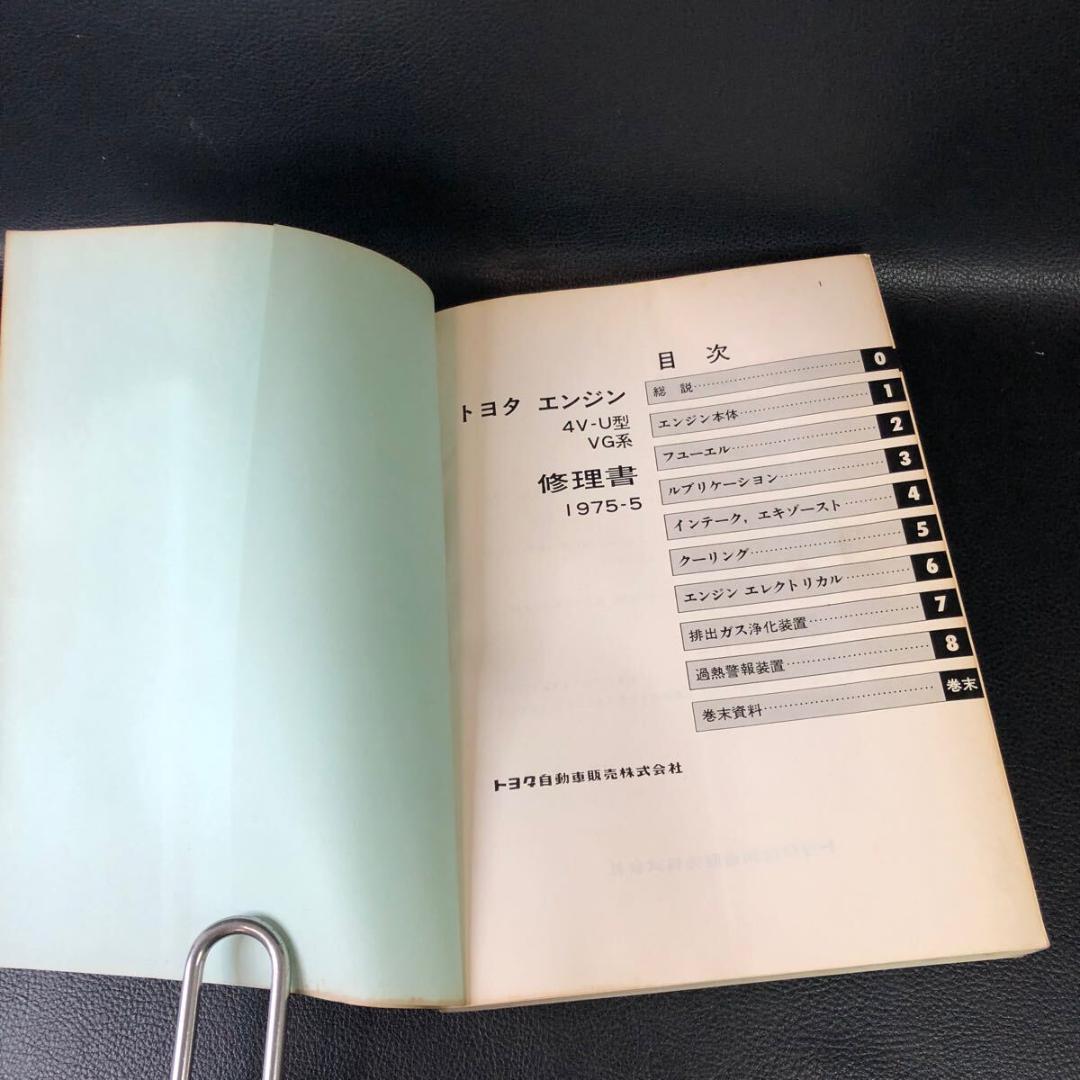 1
目 次
トヨタ エンジン
4V-U型
VG系
修理書
1975-5
総 説……………………0
エンジン本体……………………1
フューエル……………………2
ルブリケーション……………………3
インテーク，エキゾースト……………………4
クーリング……………………5
エンジン エレクトリカル……………………6
排出ガス浄化装置……………………7
過熱警報装置……………………8
巻末資料……………………巻末
トヨタ自動車販売株式会社